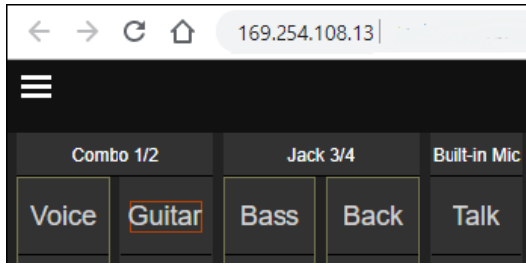 169.254.108.13
Combo 1/2 Jack 3/4 Built-in Mic
Voice Guitar Bass Back Talk